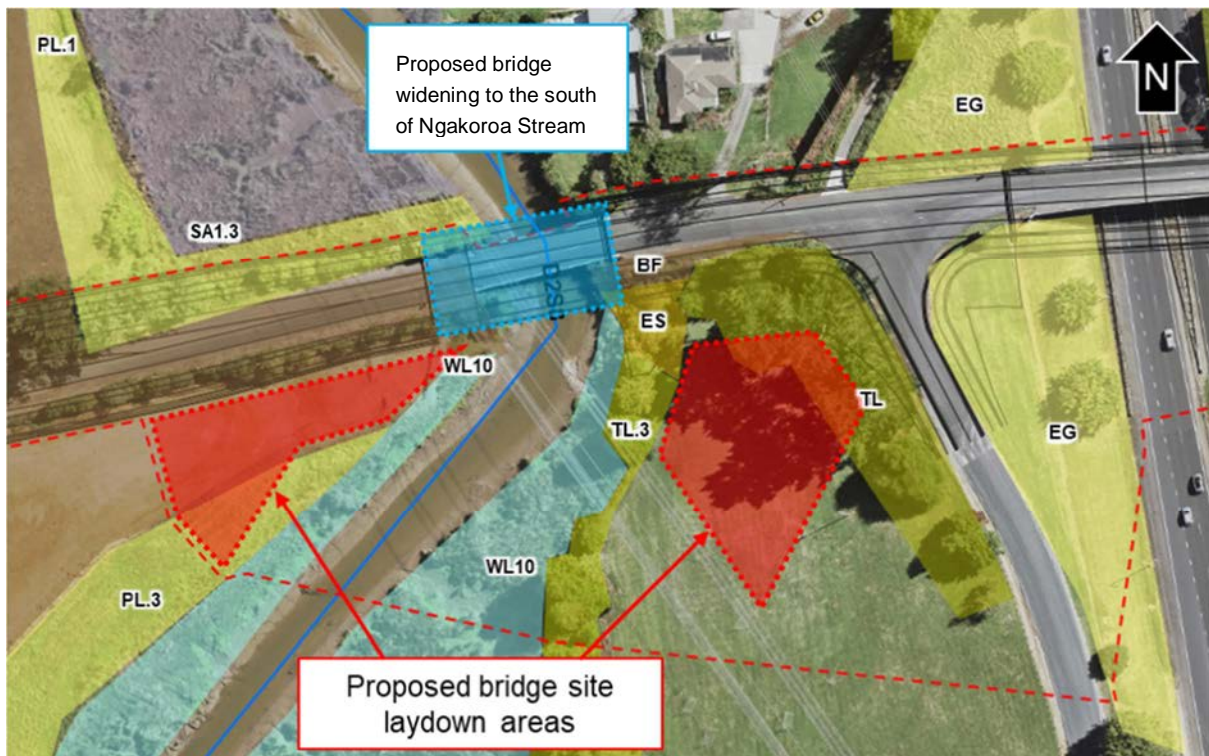 PL.1
Proposed bridge
widening to the south
of Ngakoroa Stream
EG
N
SA1.3
BF
ES
WL10
TL.3
TL
EG
WL10
PL.3
Proposed bridge site
laydown areas